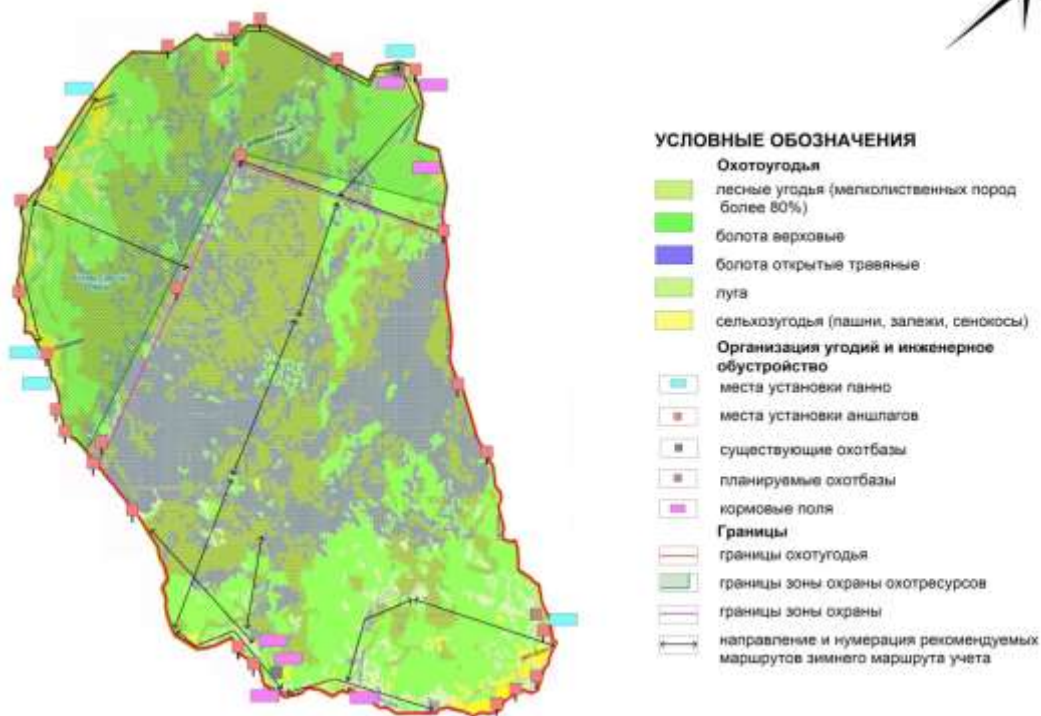 УСЛОВНЫЕ ОБОЗНАЧЕНИЯ
Охотоугодья
лесные угодья (мелколиственных пород
более 80%)
болота верховые
болота открытые травяные
луга
сельхозугодья (пашни, залежи, сенокосы)
Организация угодий и инженерное
обустройство
места установки панно
места установки аншлагов
существующие охотбазы
планируемые охотбазы
кормовые поля
Границы
границы охотугодья
границы зоны охраны охотресурсов
границы зоны охраны
направление и нумерация рекомендуемых
маршрутов зимнего маршрута учета